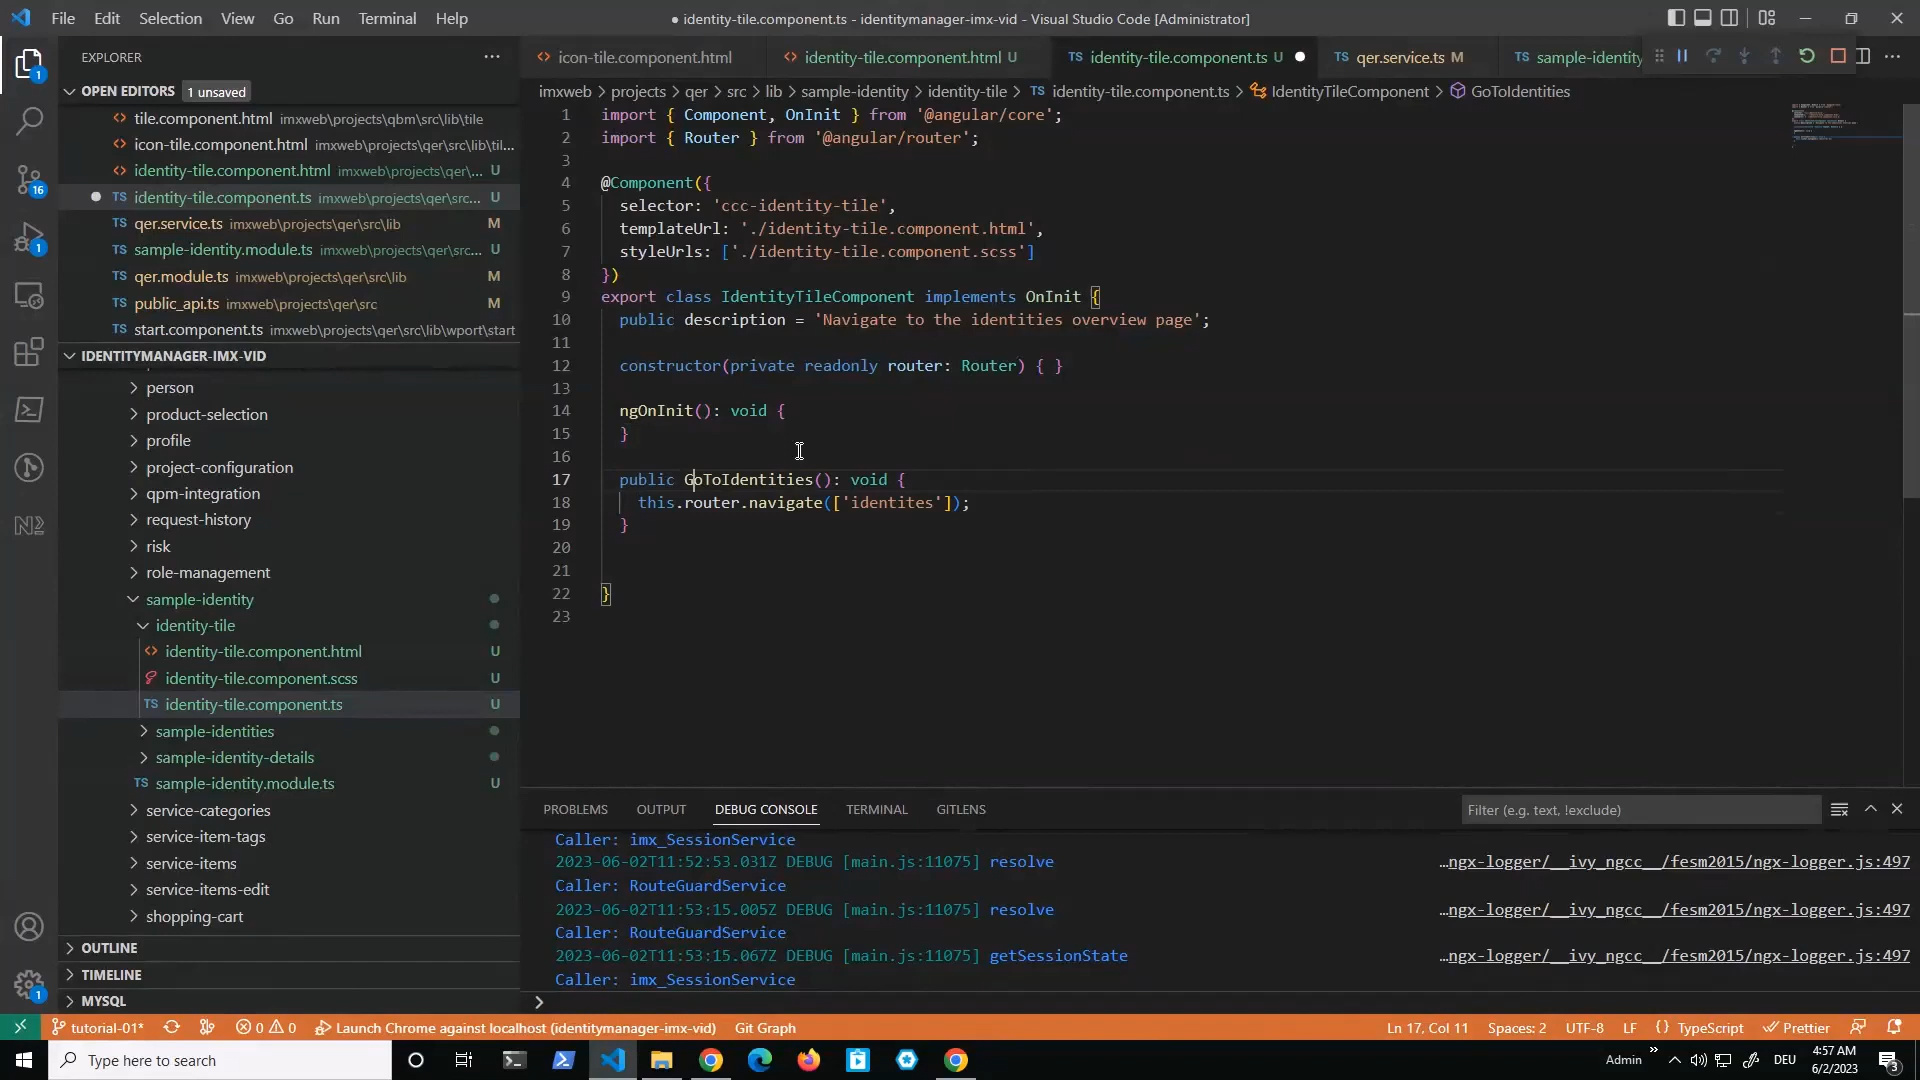 File Edit Selection View Go Run Terminal Help
● identity-tile.component.ts - identitymanager-imx-vid - Visual Studio Code [Administrator]
EXPLORER ...
icon-tile.component.html
identity-tile.component.html U
TS identity-tile.component.ts U ●
TS qer.service.ts M
TS sample-identity
OPEN EDITORS 1 unsaved
tile.component.html imxweb\projects\qbm\src\lib\tile
icon-tile.component.html imxweb\projects\qbm\src\lib\til...
identity-tile.component.html imxweb\projects\qer\... U
● TS identity-tile.component.ts imxweb\projects\qer\src... U
TS qer.service.ts imxweb\projects\qer\src\lib M
TS sample-identity.module.ts imxweb\projects\qer\src... U
TS qer.module.ts imxweb\projects\qer\src\lib M
TS public_api.ts imxweb\projects\qer\src M
TS start.component.ts imxweb\projects\qer\src\lib\wport\start
IDENTITYMANAGER-IMX-VID
person
product-selection
profile
project-configuration
qpm-integration
request-history
risk
role-management
sample-identity
identity-tile
identity-tile.component.html U
identity-tile.component.scss U
TS identity-tile.component.ts U
sample-identities
sample-identity-details
TS sample-identity.module.ts U
service-categories
service-item-tags
service-items
service-items-edit
shopping-cart
OUTLINE
TIMELINE
MYSQL
1
16
1
1
imxweb > projects > qer > src > lib > sample-identity > identity-tile > TS identity-tile.component.ts > IdentityTileComponent > GoToIdentities
1 import { Component, OnInit } from '@angular/core';
2 import { Router } from '@angular/router';
3
4 @Component({
5 selector: 'ccc-identity-tile',
6 templateUrl: './identity-tile.component.html',
7 styleUrls: ['./identity-tile.component.scss']
8 })
9 export class IdentityTileComponent implements OnInit {
10 public description = 'Navigate to the identities overview page';
11
12 constructor(private readonly router: Router) { }
13
14 ngOnInit(): void {
15 }
16
17 public GoToIdentities(): void {
18 this.router.navigate(['identites']);
19 }
20
21
22 }
23
PROBLEMS OUTPUT DEBUG CONSOLE TERMINAL GITLENS
Filter (e.g. text, !exclude)
Caller: imx_SessionService
2023-06-02T11:52:53.031Z DEBUG [main.js:11075] resolve …ngx-logger/__ivy_ngcc__/fesm2015/ngx-logger.js:497
Caller: RouteGuardService
2023-06-02T11:53:15.005Z DEBUG [main.js:11075] resolve …ngx-logger/__ivy_ngcc__/fesm2015/ngx-logger.js:497
Caller: RouteGuardService
2023-06-02T11:53:15.067Z DEBUG [main.js:11075] getSessionState …ngx-logger/__ivy_ngcc__/fesm2015/ngx-logger.js:497
Caller: imx_SessionService
tutorial-01* 0 0 Launch Chrome against localhost (identitymanager-imx-vid) Git Graph
Ln 17, Col 11 Spaces: 2 UTF-8 LF { } TypeScript Prettier
Type here to search
Admin » DEU 4:57 AM
6/2/2023
3